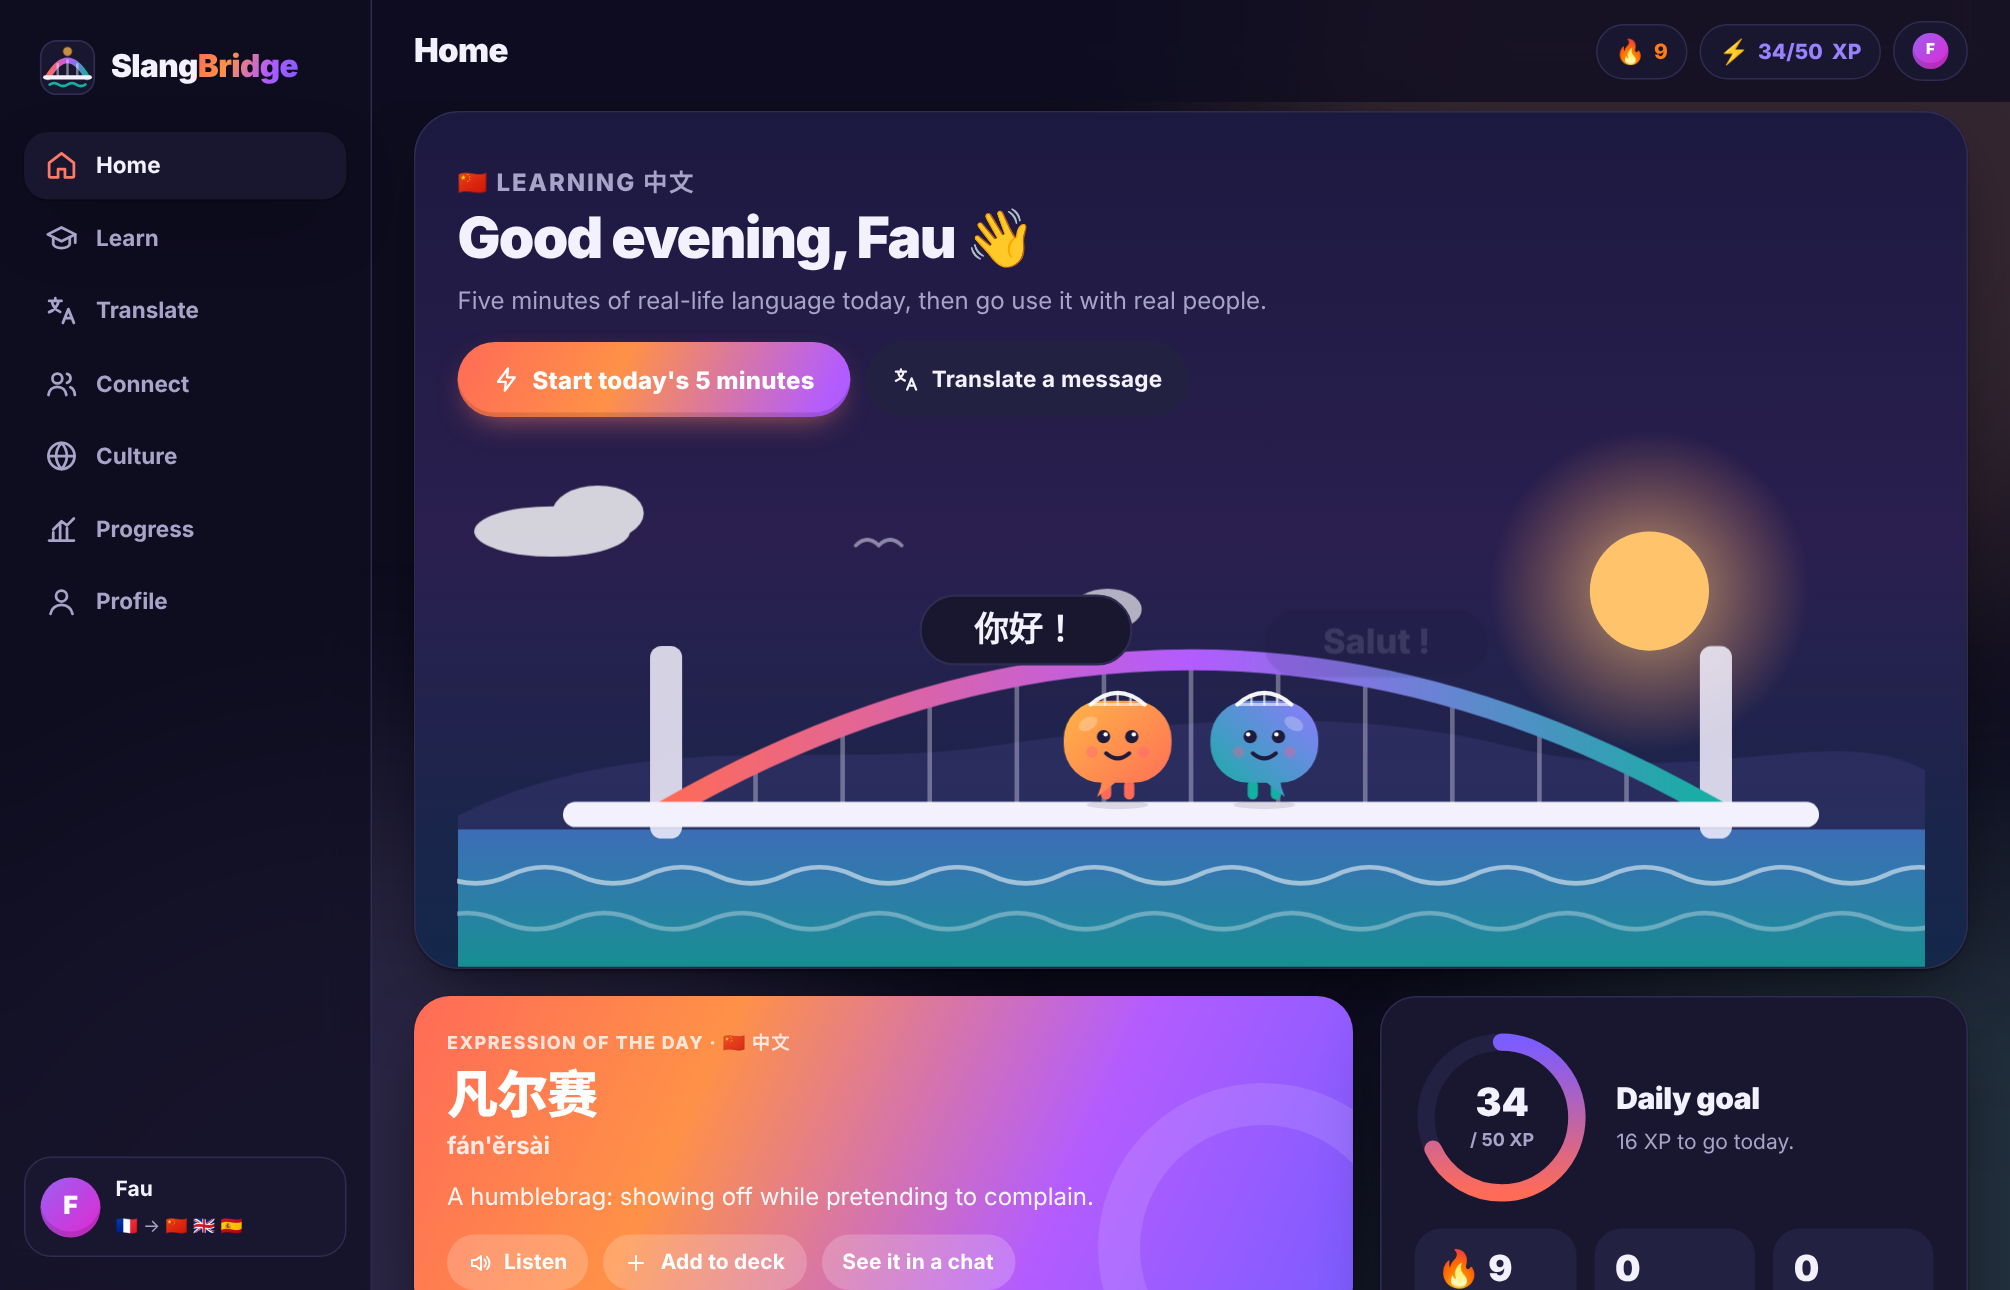 SlangBridge
Home
Learn
Translate
Connect
Culture
Progress
Profile
F
Fau
Home
9
34/50 XP
F
LEARNING 中文
Good evening, Fau
Five minutes of real-life language today, then go use it with real people.
Start today's 5 minutes
Translate a message
你好！
Salut !
EXPRESSION OF THE DAY · 中文
凡尔赛
fán'ěrsài
A humblebrag: showing off while pretending to complain.
Listen
Add to deck
See it in a chat
34
/ 50 XP
Daily goal
16 XP to go today.
9
0
0